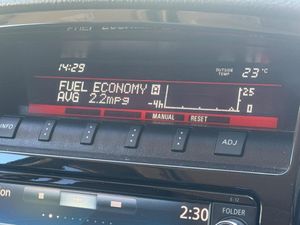 14:29
OUTSIDE TEMP 23°C
FUEL ECONOMY A
AVG 2.2mpg
-4h
25
0
MANUAL RESET
INFO
ADJ
2:30
FOLDER